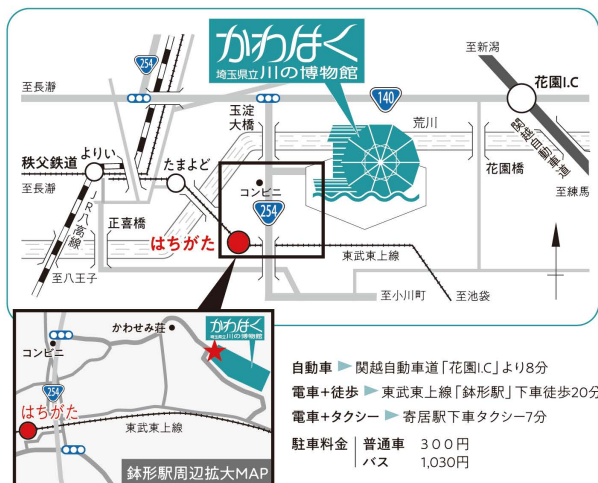 かわはく
埼玉県立川の博物館
至新潟
254
至長瀞
140
花園I.C
玉淀
大橋
荒川
関越自動車道
秩父鉄道
よりい
たまよど
花園橋
至練馬
至長瀞
コンビニ
JR八高線
正喜橋
254
はちがた
東武東上線
至八王子
至小川町
至池袋
かわせみ荘
かわはく
埼玉県立川の博物館
コンビニ
254
はちがた
東武東上線
鉢形駅周辺拡大MAP
自動車 ▶ 関越自動車道「花園I.C」より8分
電車+徒歩 ▶ 東武東上線「鉢形駅」下車徒歩20分
電車+タクシー ▶ 寄居駅下車タクシー7分
駐車料金 普通車 300円
バス 1,030円